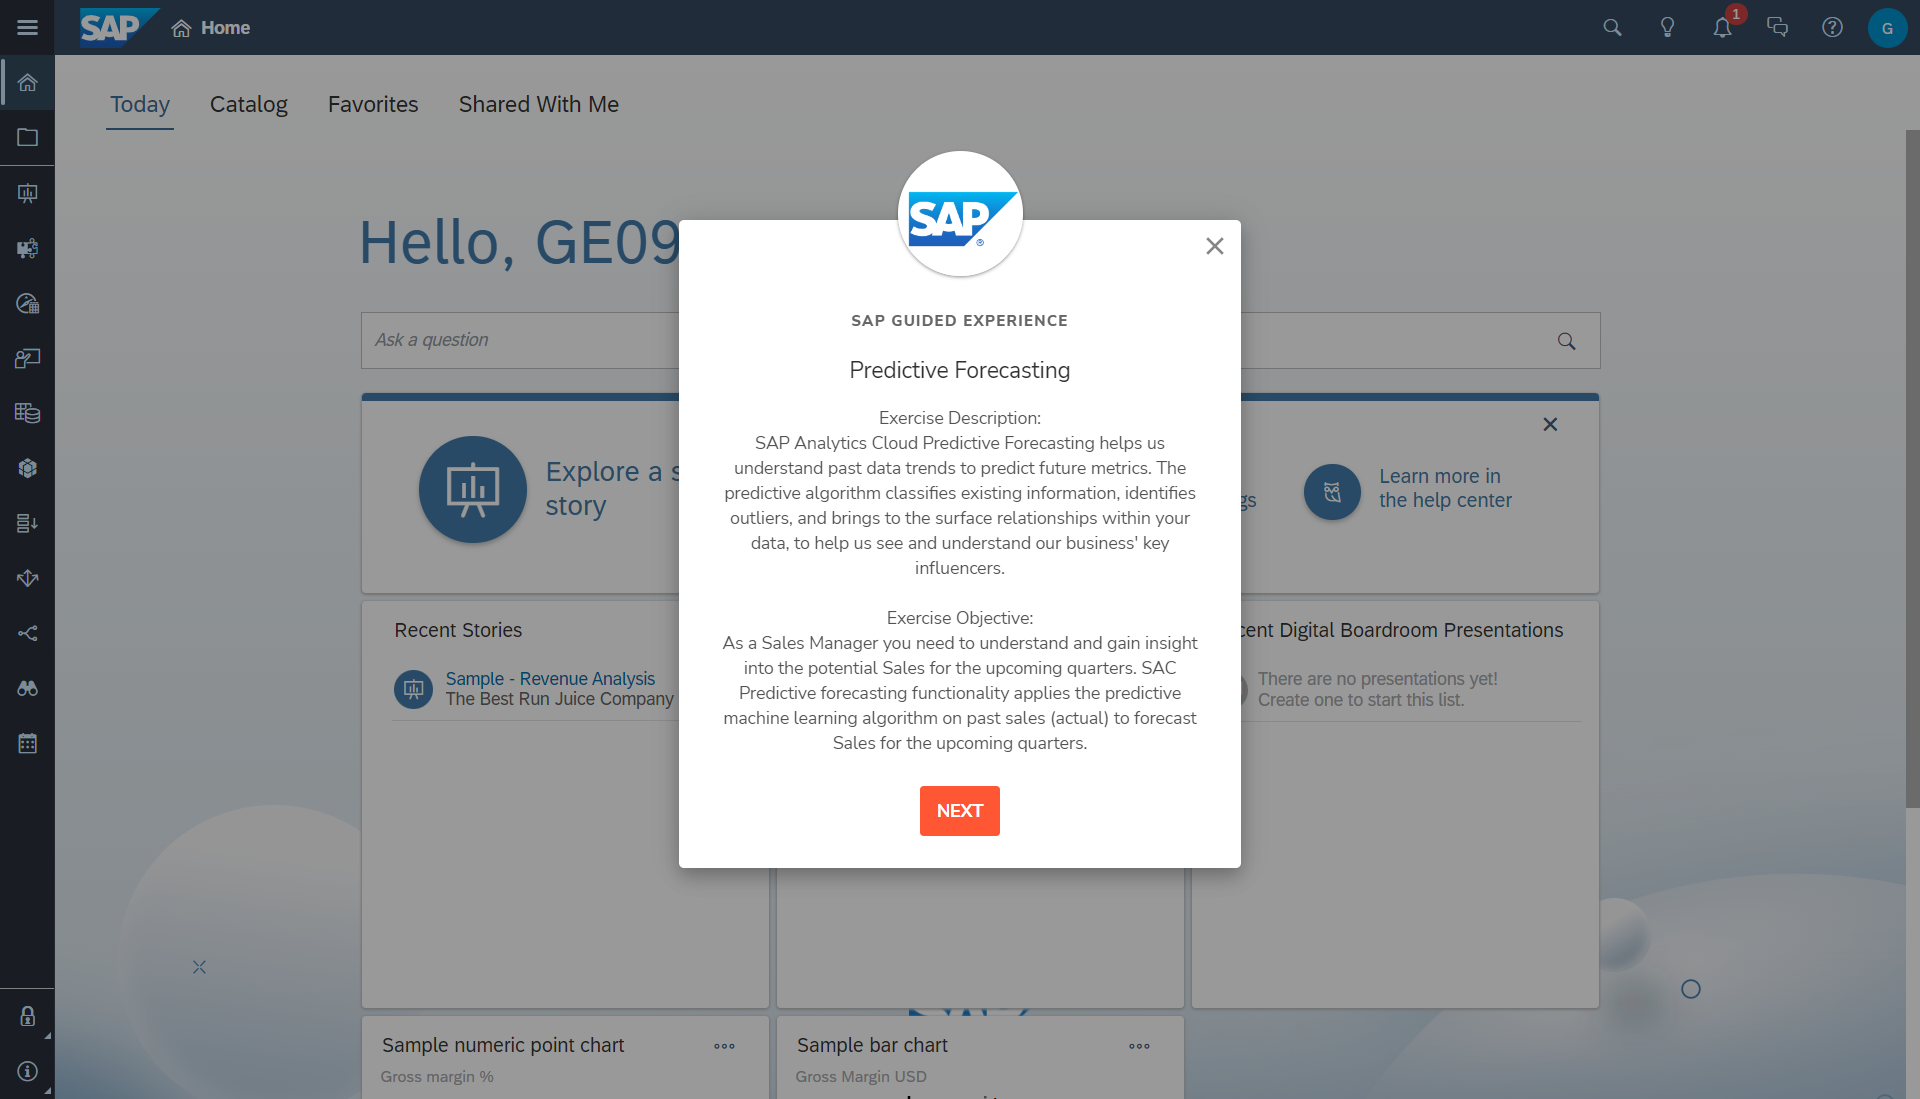 SAP
Home
1
G
Today
Catalog
Favorites
Shared With Me
Hello, GE09
Ask a question
Explore a s
story
gs
Learn more in
the help center
Recent Stories
Sample - Revenue Analysis
The Best Run Juice Company
cent Digital Boardroom Presentations
There are no presentations yet!
Create one to start this list.
SAP ®
SAP GUIDED EXPERIENCE
Predictive Forecasting
Exercise Description:
SAP Analytics Cloud Predictive Forecasting helps us
understand past data trends to predict future metrics. The
predictive algorithm classifies existing information, identifies
outliers, and brings to the surface relationships within your
data, to help us see and understand our business' key
influencers.
Exercise Objective:
As a Sales Manager you need to understand and gain insight
into the potential Sales for the upcoming quarters. SAC
Predictive forecasting functionality applies the predictive
machine learning algorithm on past sales (actual) to forecast
Sales for the upcoming quarters.
NEXT
Sample numeric point chart
Gross margin %
Sample bar chart
Gross Margin USD